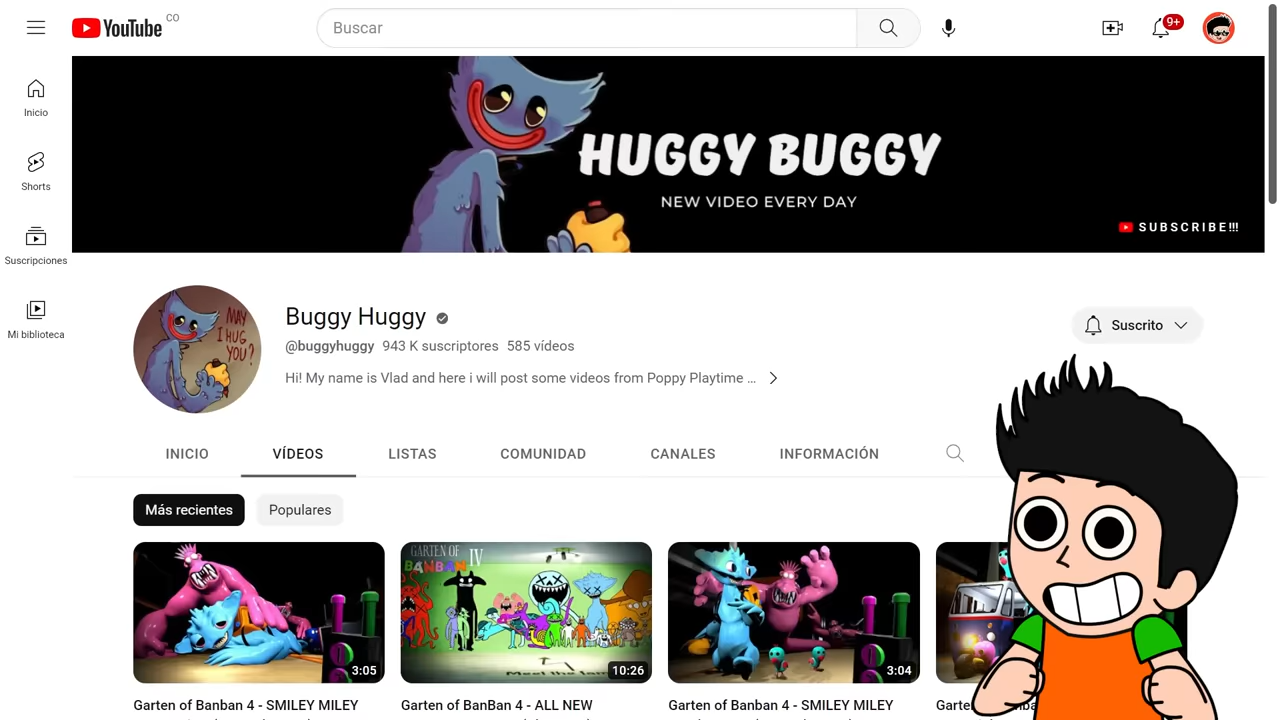 YouTube CO
Buscar
9+
Inicio
Shorts
Suscripciones
Mi biblioteca
HUGGY BUGGY
NEW VIDEO EVERY DAY
SUBSCRIBE!!!
MAY
I HUG
YOU?
Buggy Huggy
@buggyhuggy 943 K suscriptores 585 vídeos
Hi! My name is Vlad and here i will post some videos from Poppy Playtime ...
Suscrito
INICIO VÍDEOS LISTAS COMUNIDAD CANALES INFORMACIÓN
Más recientes Populares
3:05
GARTEN OF
BANBAN IV
10:26
3:04
Garten of Banban 4 - SMILEY MILEY
Garten of BanBan 4 - ALL NEW
Garten of Banban 4 - SMILEY MILEY